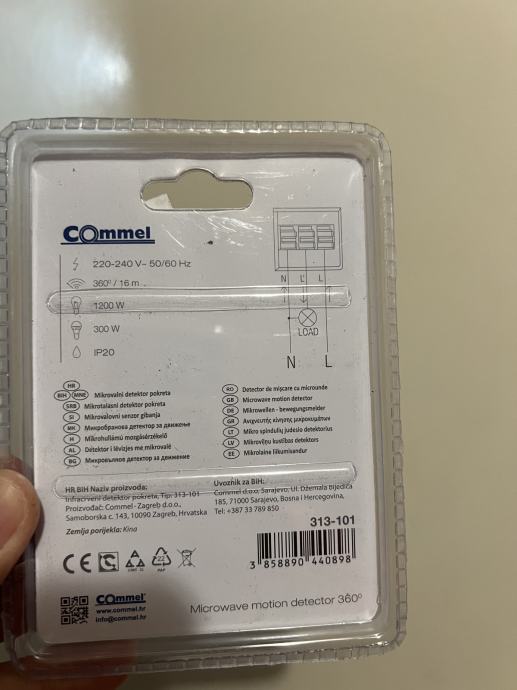 Commel
220-240 V~ 50/60 Hz
360⁰ / 16 m
1200 W
300 W
IP20
N L' L
LOAD
N L
HR
BIH MNE Mikrovalni detektor pokreta
SRB Mikrotalasni detektor pokreta
SI Mikrovalovni senzor gibanja
MK Микробранова детектор за движење
H Mikrohullámú mozgásérzékelő
AL Detektor i lëvizjes me mikrovalë
BG Микровълнов детектор за движение
RO Detector de mișcare cu microunde
GB Microwave motion detector
DE Mikrowellen - bewegungsmelder
GR Ανιχνευτής κίνησης μικροκυμάτων
LT Mikro spindulių judesio detektorius
LV Mikroviļņu kustības detektors
EE Mikrolaine liikumisandur
HR BIH Naziv proizvoda:
Infracrveni detektor pokreta, Tip: 313-101
Proizvođač: Commel - Zagreb d.o.o.,
Samoborska c. 143, 10090 Zagreb, Hrvatska
Zemlja porijekla: Kina
Uvoznik za BiH:
Commel d.o.o. Sarajevo, Ul. Džemala Bijedića
185, 71000 Sarajevo, Bosna i Hercegovina,
Tel: +387 33 789 850
313-101
3 858890 440898
CE
22
PAP
Commel
www.commel.hr
info@commel.hr
Microwave motion detector 360⁰